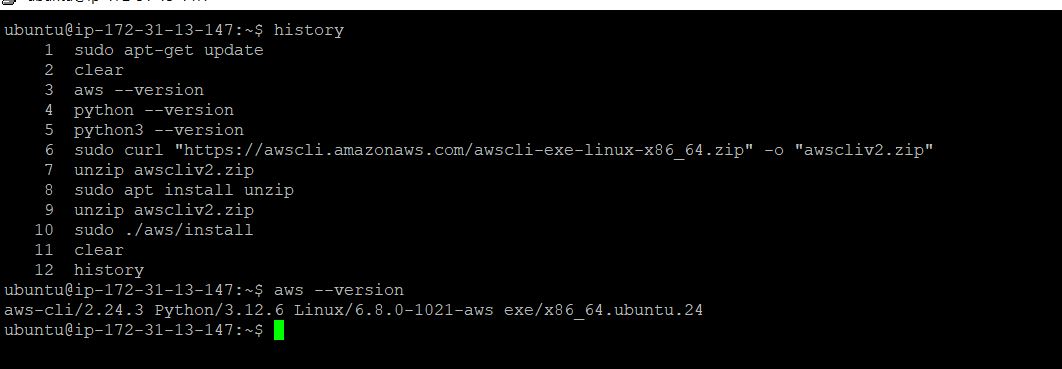 ubuntu@ip-172-31-13-147:~$ history
1 sudo apt-get update
2 clear
3 aws --version
4 python --version
5 python3 --version
6 sudo curl "https://awscli.amazonaws.com/awscli-exe-linux-x86_64.zip" -o "awscliv2.zip"
7 unzip awscliv2.zip
8 sudo apt install unzip
9 unzip awscliv2.zip
10 sudo ./aws/install
11 clear
12 history
ubuntu@ip-172-31-13-147:~$ aws --version
aws-cli/2.24.3 Python/3.12.6 Linux/6.8.0-1021-aws exe/x86_64.ubuntu.24
ubuntu@ip-172-31-13-147:~$